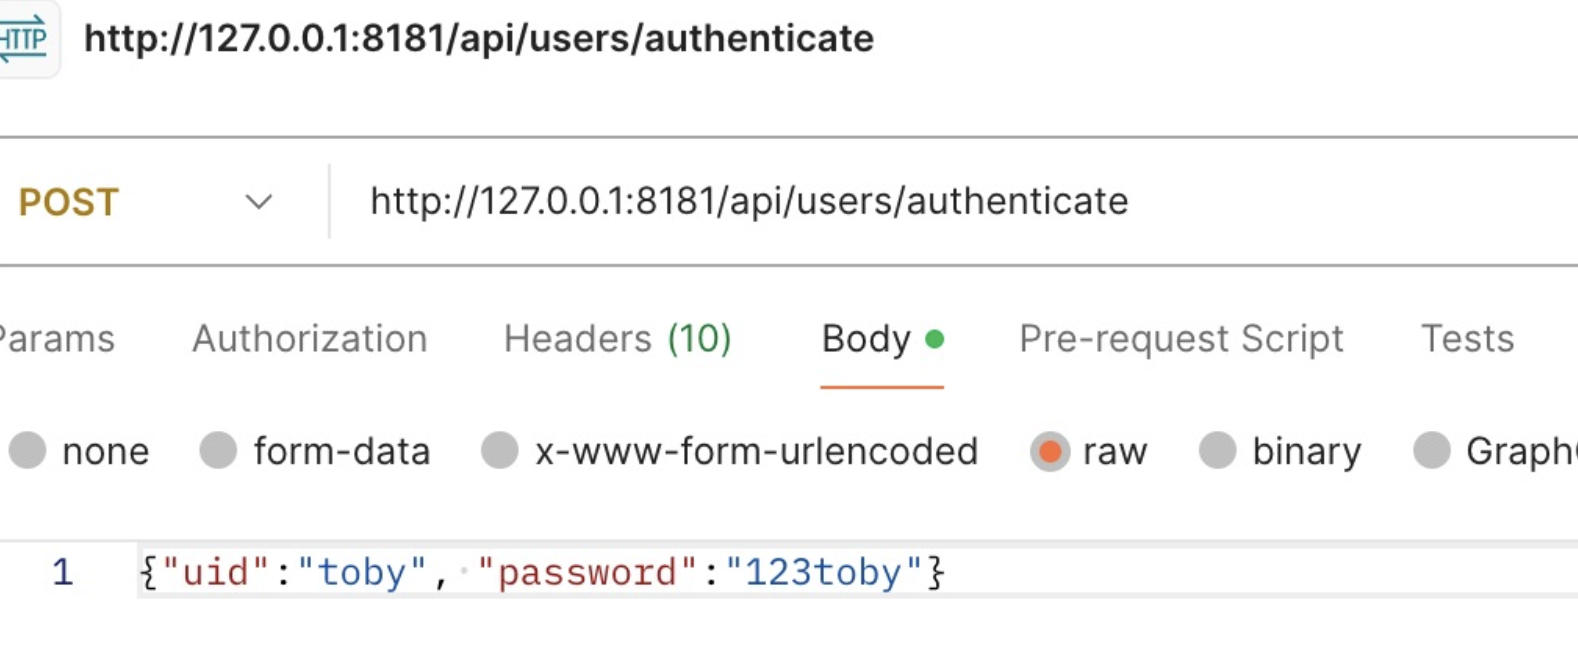 HTTP http://127.0.0.1:8181/api/users/authenticate
POST http://127.0.0.1:8181/api/users/authenticate
Params Authorization Headers (10) Body Pre-request Script Tests
none form-data x-www-form-urlencoded raw binary
1 {"uid":"toby", "password":"123toby"}